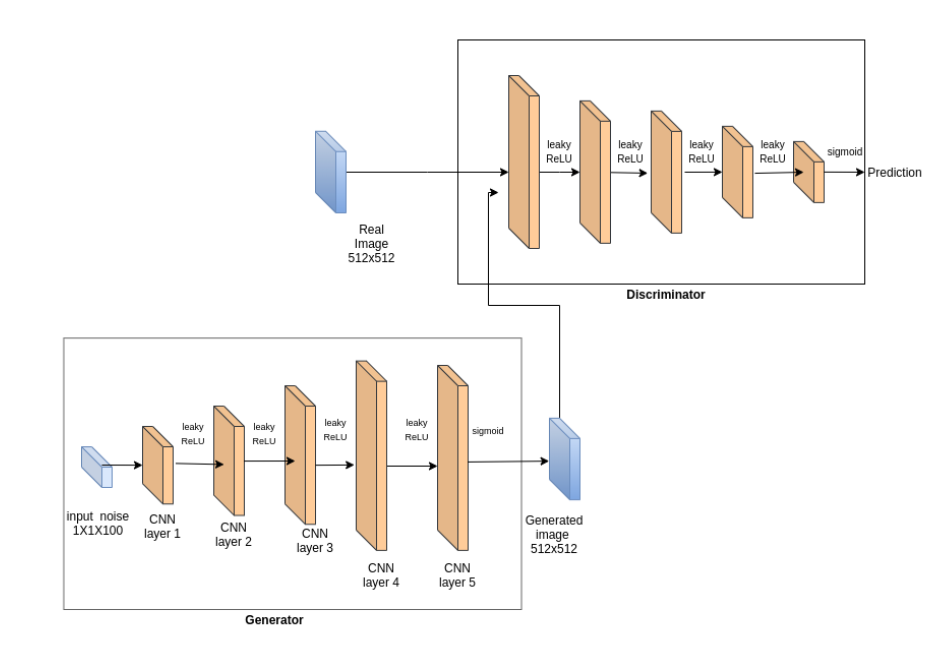 leaky
ReLU
leaky
ReLU
leaky
ReLU
leaky
ReLU
sigmoid
Prediction
Real
Image
512x512
Discriminator
leaky
ReLU
leaky
ReLU
leaky
ReLU
leaky
ReLU
sigmoid
input noise
1X1X100
CNN
layer 1
CNN
layer 2
CNN
layer 3
CNN
layer 4
CNN
layer 5
Generated
image
512x512
Generator